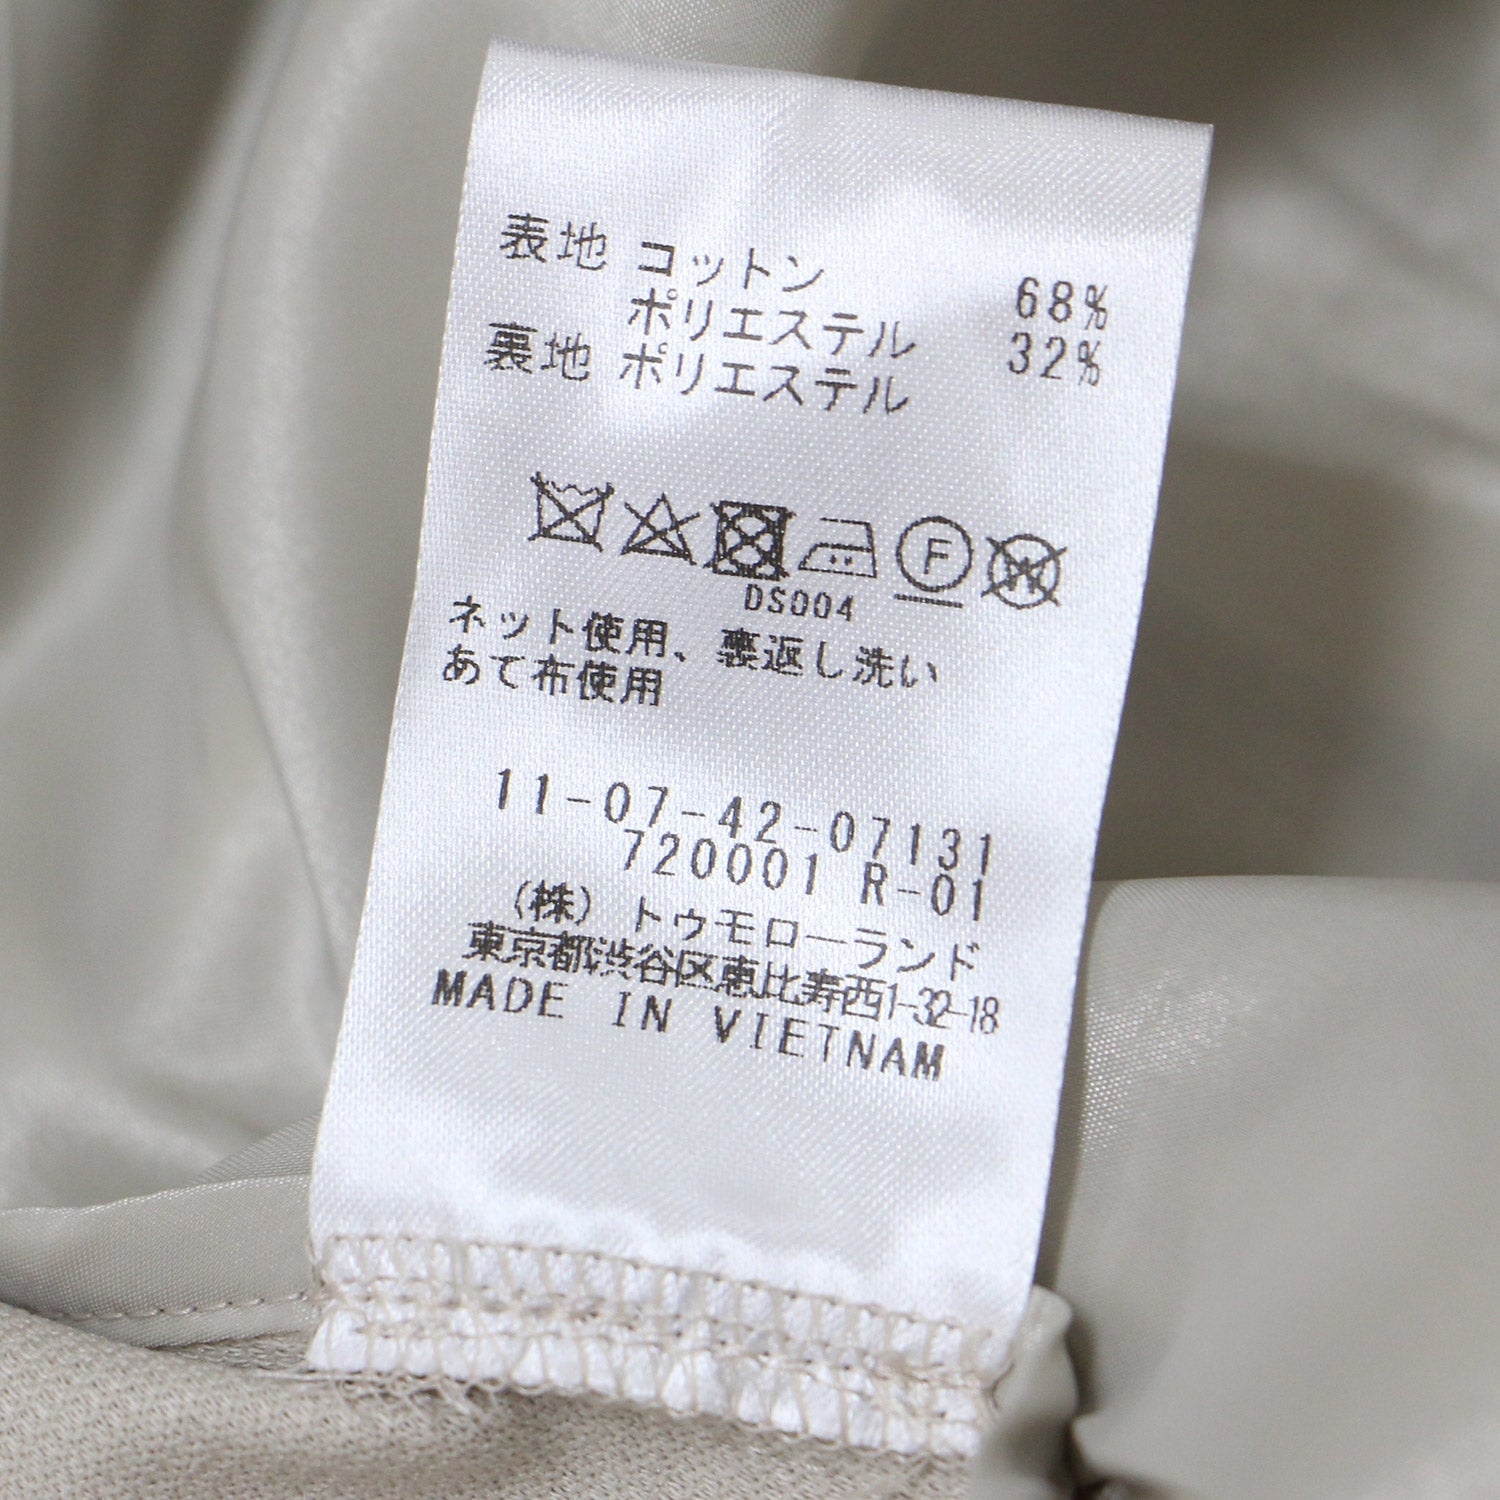 表地 コットン 68%
ポリエステル 32%
裏地 ポリエステル
F W
DS004
ネット使用、裏返し洗い
あて布使用
11-07-42-07131
720001 R-01
(株)トゥモローランド
東京都渋谷区恵比寿西1-32-18
MADE IN VIETNAM